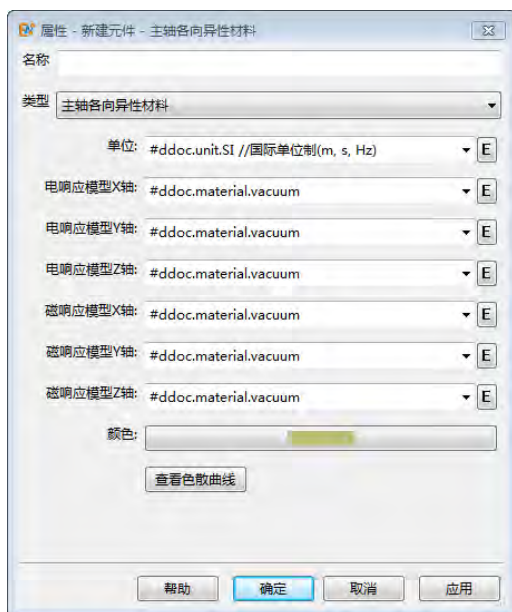 属性 - 新建元件 - 主轴各向异性材料
名称
类型 主轴各向异性材料
单位: #ddoc.unit.SI //国际单位制(m, s, Hz) E
电响应模型X轴: #ddoc.material.vacuum E
电响应模型Y轴: #ddoc.material.vacuum E
电响应模型Z轴: #ddoc.material.vacuum E
磁响应模型X轴: #ddoc.material.vacuum E
磁响应模型Y轴: #ddoc.material.vacuum E
磁响应模型Z轴: #ddoc.material.vacuum E
颜色:
查看色散曲线
帮助 确定 取消 应用